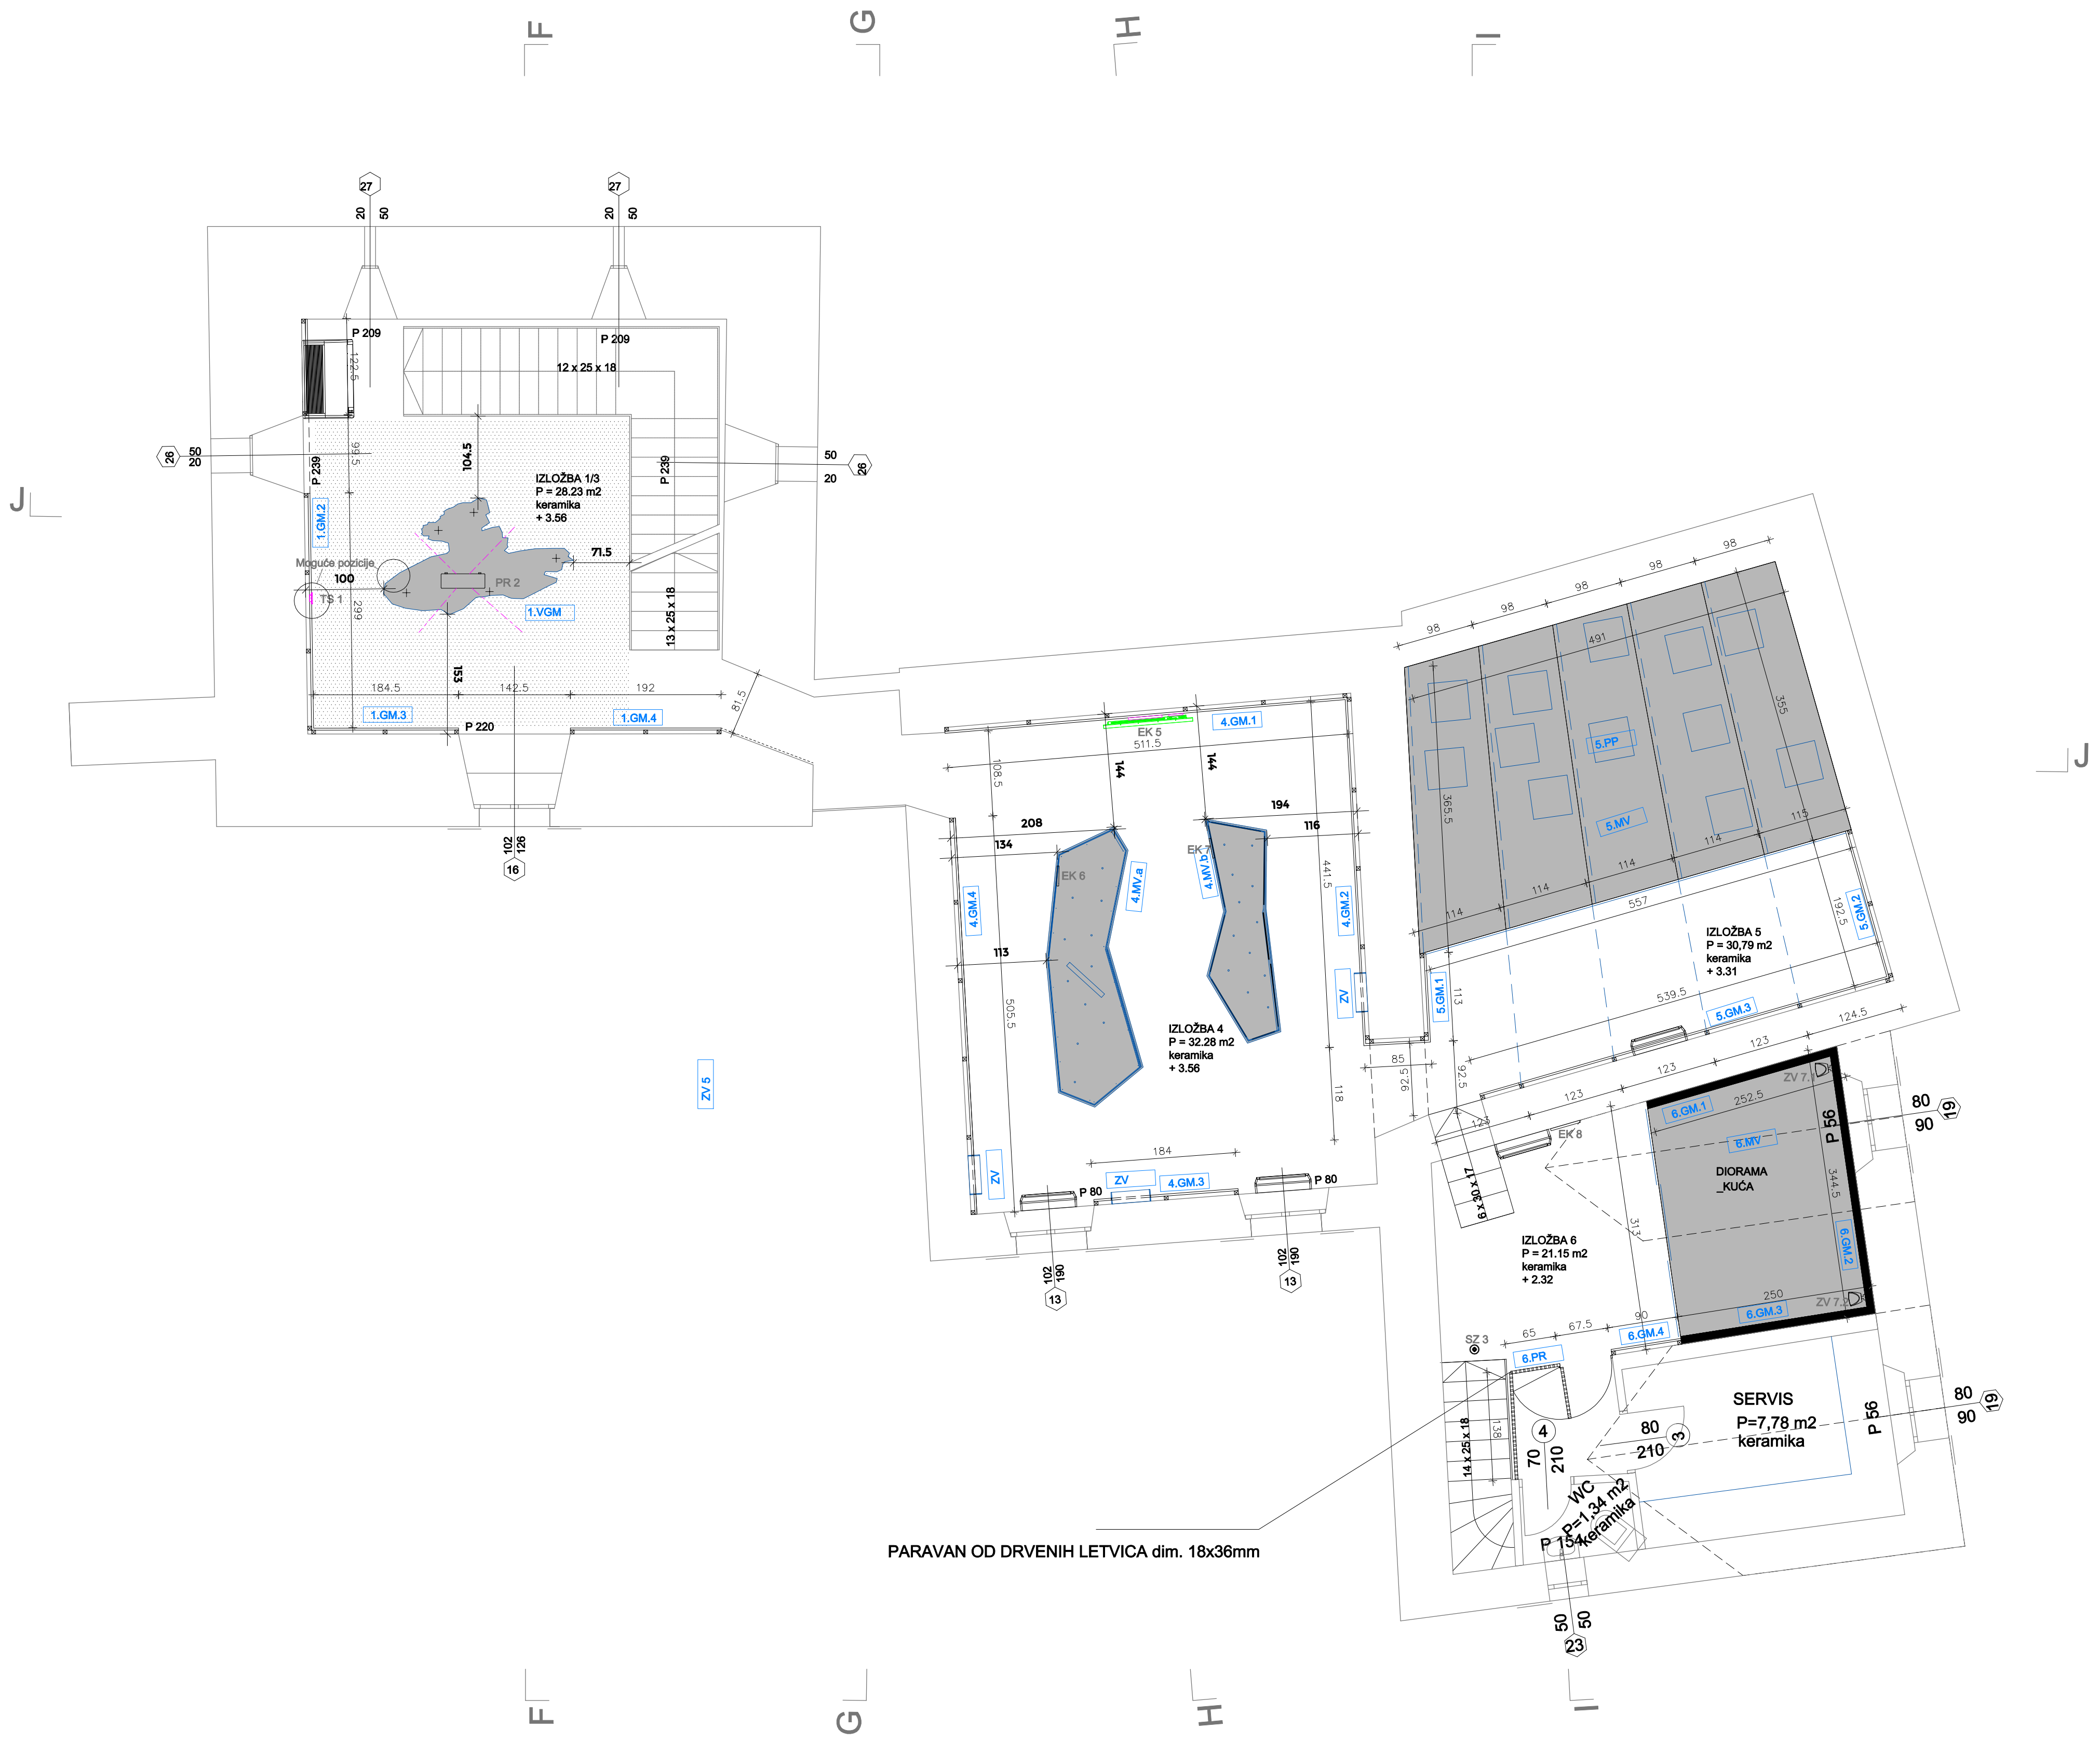 F
G
H
I
27
20
50
27
20
50
P 209
P 209
122.5
12 x 25 x 18
26
50
20
P 239
99.5
104.5
P 239
50
20
26
IZLOŽBA 1/3
P = 28.23 m2
keramika
+ 3.56
J
1.GM.2
Moguće pozicije
100
TS 1
299
PR 2
71.5
1.VGM
13 x 25 x 18
153
184.5
142.5
192
81.5
1.GM.3
P 220
1.GM.4
102
126
16
J
98
98
98
98
98
491
355
5.PP
5.MV
365.5
114
114
114
114
115
557
192.5
5.GM.2
IZLOŽBA 5
P = 30,79 m2
keramika
+ 3.31
539.5
5.GM.3
5.GM.1
113
EK 5
4.GM.1
511.5
108.5
144
144
208
194
134
116
EK 7
EK 6
4.MV.a
4.MV.b
441.5
4.GM.4
4.GM.2
113
505.5
ZV
IZLOŽBA 4
P = 32.28 m2
keramika
+ 3.56
85
92.5
92.5
118
184
ZV
ZV
4.GM.3
P 80
P 80
102
190
13
102
190
13
ZV 5
124.5
123
123
123
123
123
EK 8
6 x 30 x 17
ZV 7.1
6.GM.1
252.5
6.MV
P 56
80
90
19
DIORAMA
_KUĆA
344.5
313
6.GM.2
IZLOŽBA 6
P = 21.15 m2
keramika
+ 2.32
250
ZV 7.2
6.GM.3
90
67.5
65
6.GM.4
SZ 3
6.PR
138
14 x 25 x 18
4
70
210
80
210
3
SERVIS
P=7,78 m2
keramika
P 56
80
90
19
WC
P=1,34 m2
keramika
P 154
50
50
23
PARAVAN OD DRVENIH LETVICA dim. 18x36mm
F
G
H
I